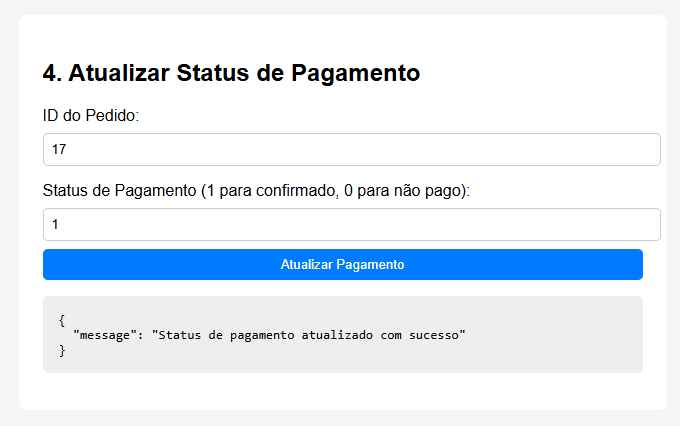 4. Atualizar Status de Pagamento
ID do Pedido:
17
Status de Pagamento (1 para confirmado, 0 para não pago):
1
Atualizar Pagamento
{
  "message": "Status de pagamento atualizado com sucesso"
}